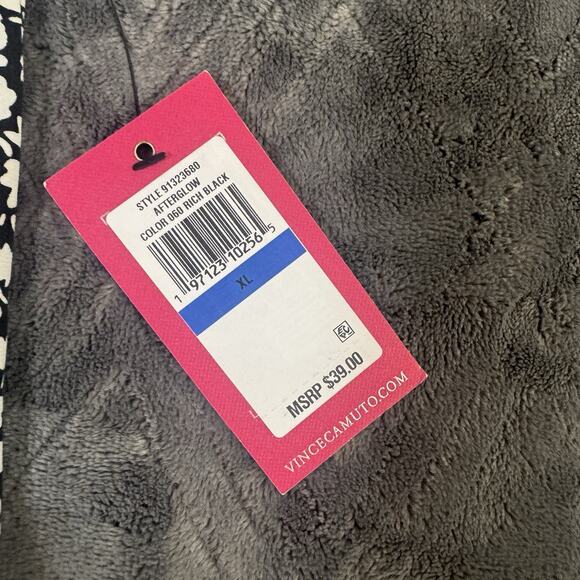 STYLE 91323680
AFTERGLOW
COLOR 060 RICH BLACK
1 97123 10256 5
XL
MSRP $39.00
VINCECAMUTO.COM